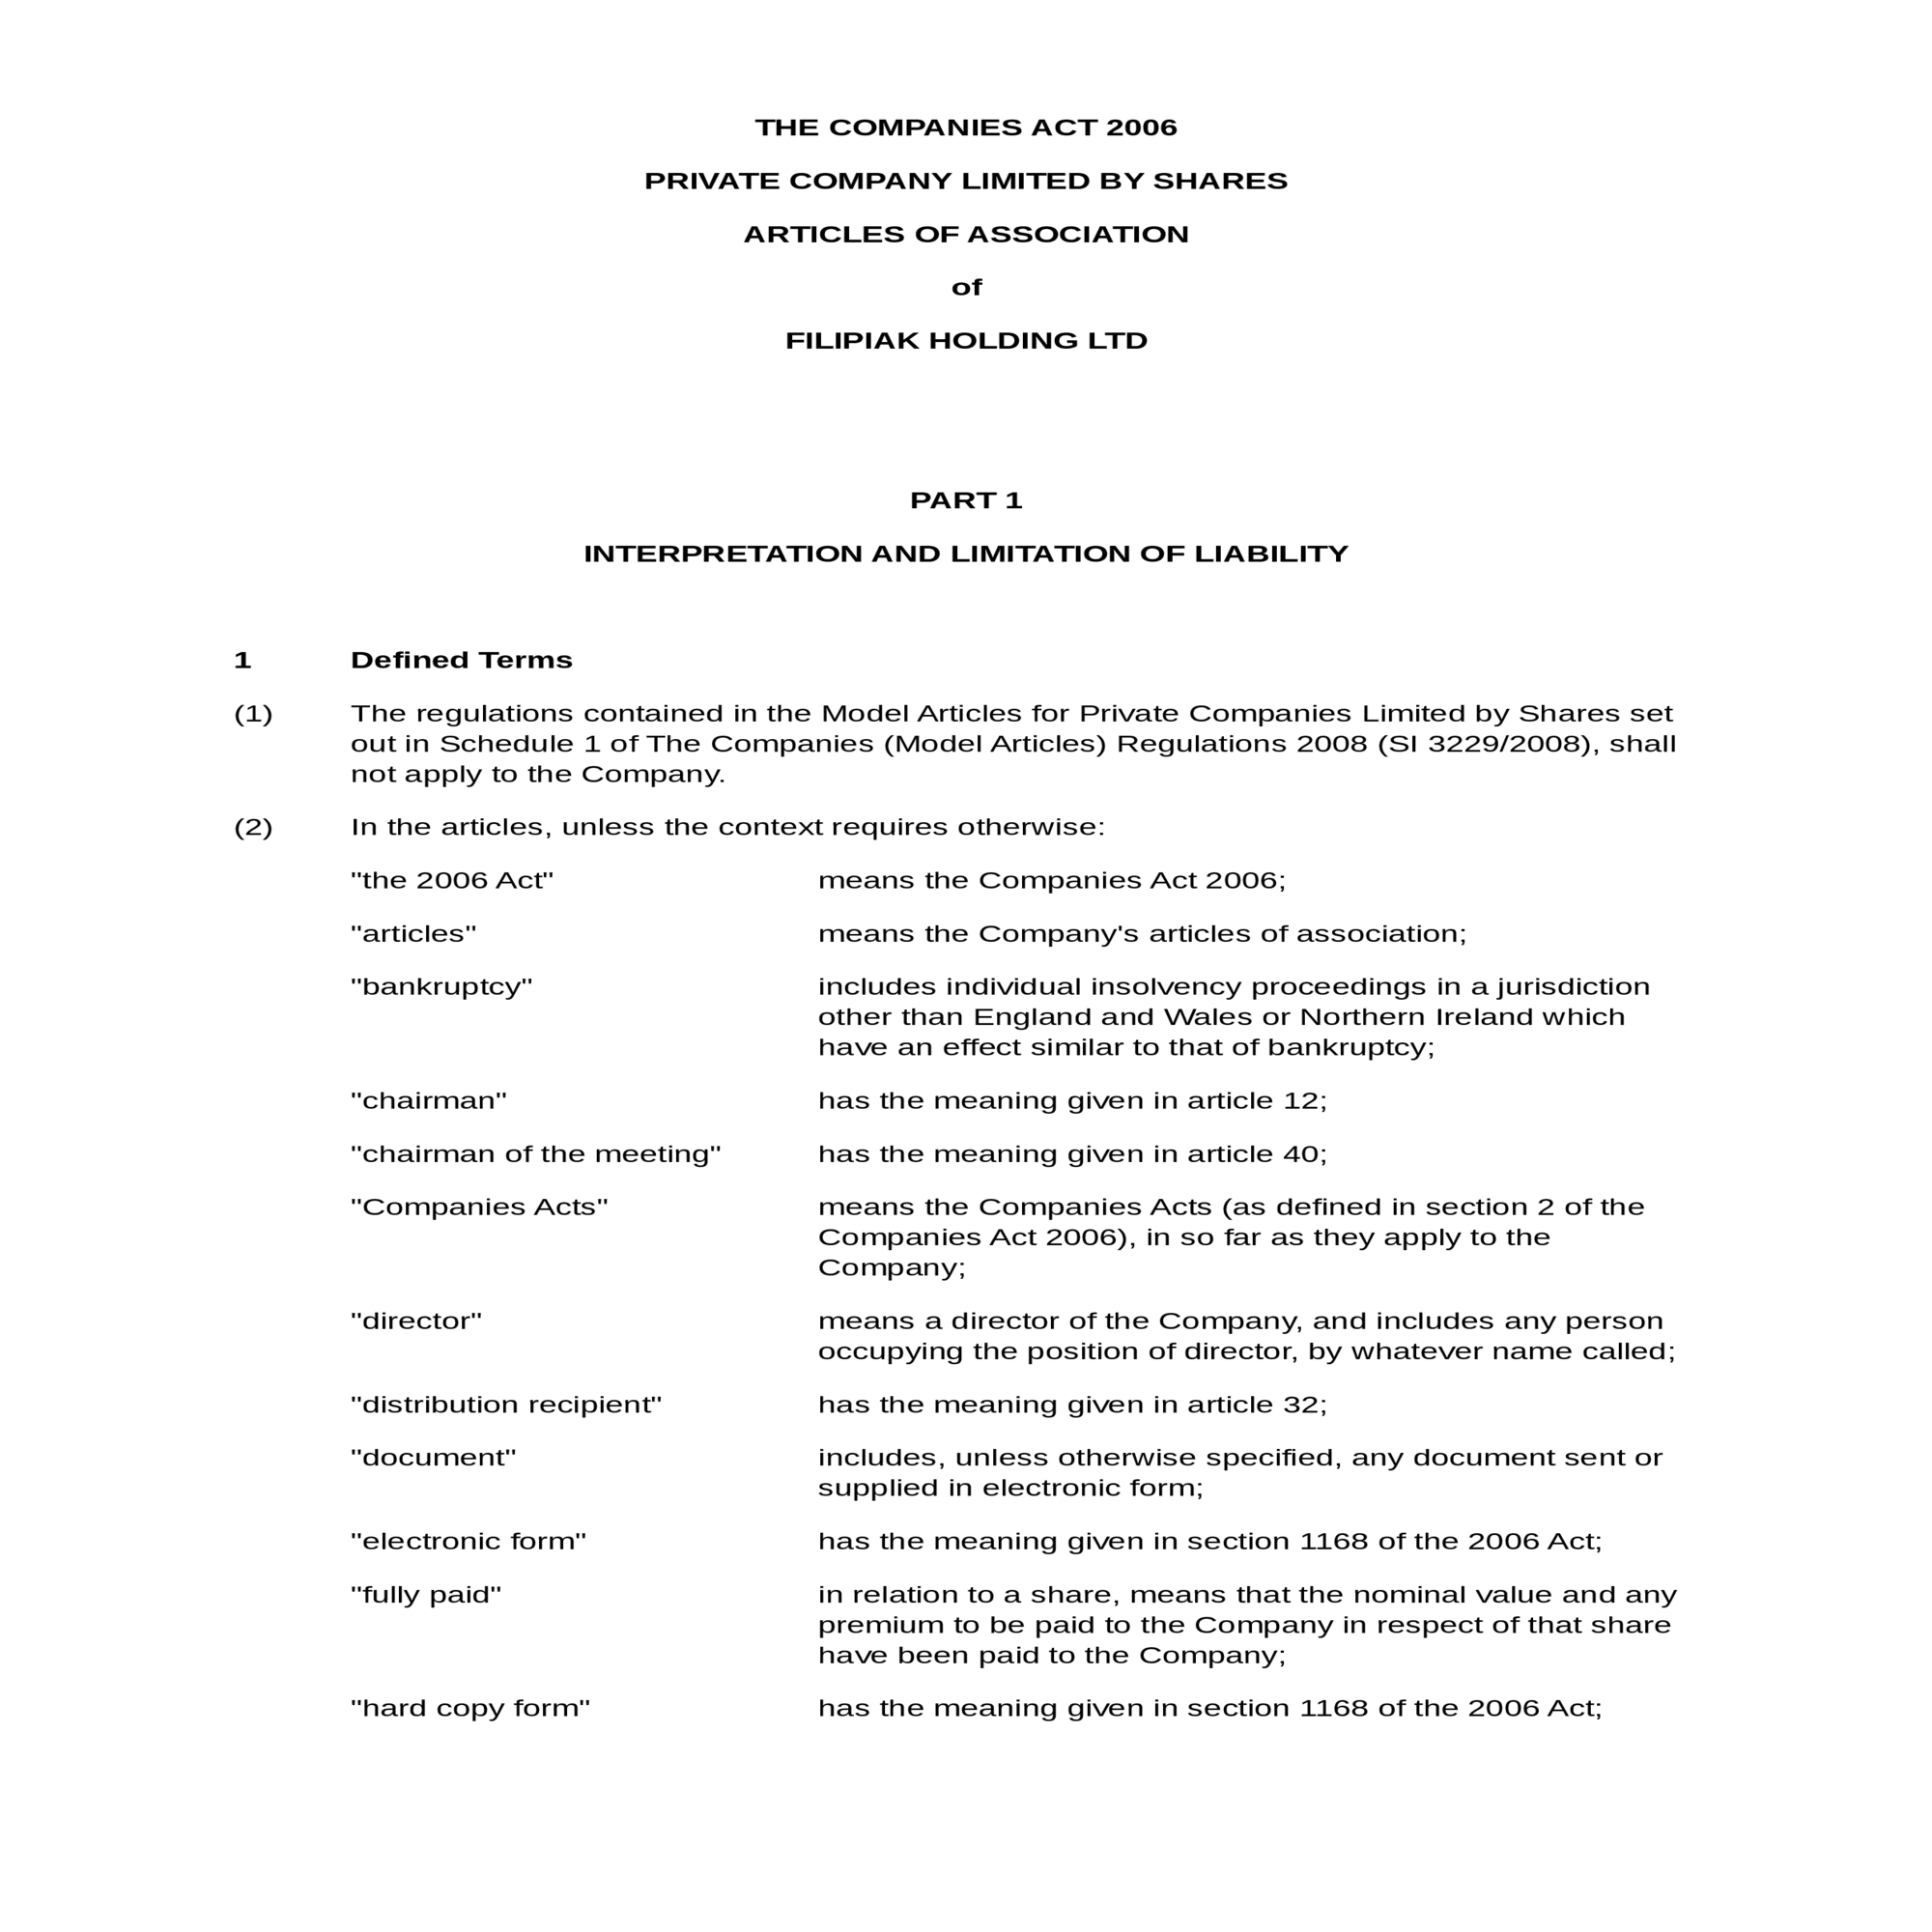 THE COMPANIES ACT 2006
PRIVATE COMPANY LIMITED BY SHARES
ARTICLES OF ASSOCIATION
of
FILIPIAK HOLDING LTD
PART 1
INTERPRETATION AND LIMITATION OF LIABILITY
1 Defined Terms
(1) The regulations contained in the Model Articles for Private Companies Limited by Shares set
out in Schedule 1 of The Companies (Model Articles) Regulations 2008 (SI 3229/2008), shall
not apply to the Company.
(2) In the articles, unless the context requires otherwise:
"the 2006 Act" means the Companies Act 2006;
"articles" means the Company's articles of association;
"bankruptcy" includes individual insolvency proceedings in a jurisdiction
other than England and Wales or Northern Ireland which
have an effect similar to that of bankruptcy;
"chairman" has the meaning given in article 12;
"chairman of the meeting" has the meaning given in article 40;
"Companies Acts" means the Companies Acts (as defined in section 2 of the
Companies Act 2006), in so far as they apply to the
Company;
"director" means a director of the Company, and includes any person
occupying the position of director, by whatever name called;
"distribution recipient" has the meaning given in article 32;
"document" includes, unless otherwise specified, any document sent or
supplied in electronic form;
"electronic form" has the meaning given in section 1168 of the 2006 Act;
"fully paid" in relation to a share, means that the nominal value and any
premium to be paid to the Company in respect of that share
have been paid to the Company;
"hard copy form" has the meaning given in section 1168 of the 2006 Act;